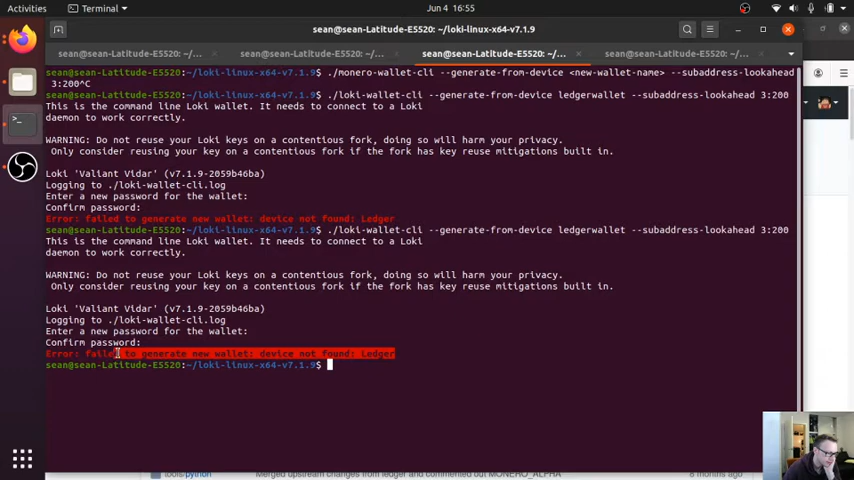 Activities
Terminal
Jun 4 16:55
sean@sean-Latitude-E5520: ~/loki-linux-x64-v7.1.9
sean@sean-Latitude-E5520: ~/...
sean@sean-Latitude-E5520: ~/...
sean@sean-Latitude-E5520: ~/...
sean@sean-Latitude-E5520: ~/...
sean@sean-Latitude-E5520:~/loki-linux-x64-v7.1.9$ ./monero-wallet-cli --generate-from-device <new-wallet-name> --subaddress-lookahead
3:200^C
sean@sean-Latitude-E5520:~/loki-linux-x64-v7.1.9$ ./loki-wallet-cli --generate-from-device ledgerwallet --subaddress-lookahead 3:200
This is the command line Loki wallet. It needs to connect to a Loki
daemon to work correctly.
WARNING: Do not reuse your Loki keys on a contentious fork, doing so will harm your privacy.
Only consider reusing your key on a contentious fork if the fork has key reuse mitigations built in.
Loki 'Valiant Vidar' (v7.1.9-2059b46ba)
Logging to ./loki-wallet-cli.log
Enter a new password for the wallet:
Confirm password:
Error: failed to generate new wallet: device not found: Ledger
sean@sean-Latitude-E5520:~/loki-linux-x64-v7.1.9$ ./loki-wallet-cli --generate-from-device ledgerwallet --subaddress-lookahead 3:200
This is the command line Loki wallet. It needs to connect to a Loki
daemon to work correctly.
WARNING: Do not reuse your Loki keys on a contentious fork, doing so will harm your privacy.
Only consider reusing your key on a contentious fork if the fork has key reuse mitigations built in.
Loki 'Valiant Vidar' (v7.1.9-2059b46ba)
Logging to ./loki-wallet-cli.log
Enter a new password for the wallet:
Confirm password:
Error: failed to generate new wallet: device not found: Ledger
sean@sean-Latitude-E5520:~/loki-linux-x64-v7.1.9$
tools/python
Merged upstream changes from ledger and commented out MONERO_ALPHA
8 months ago